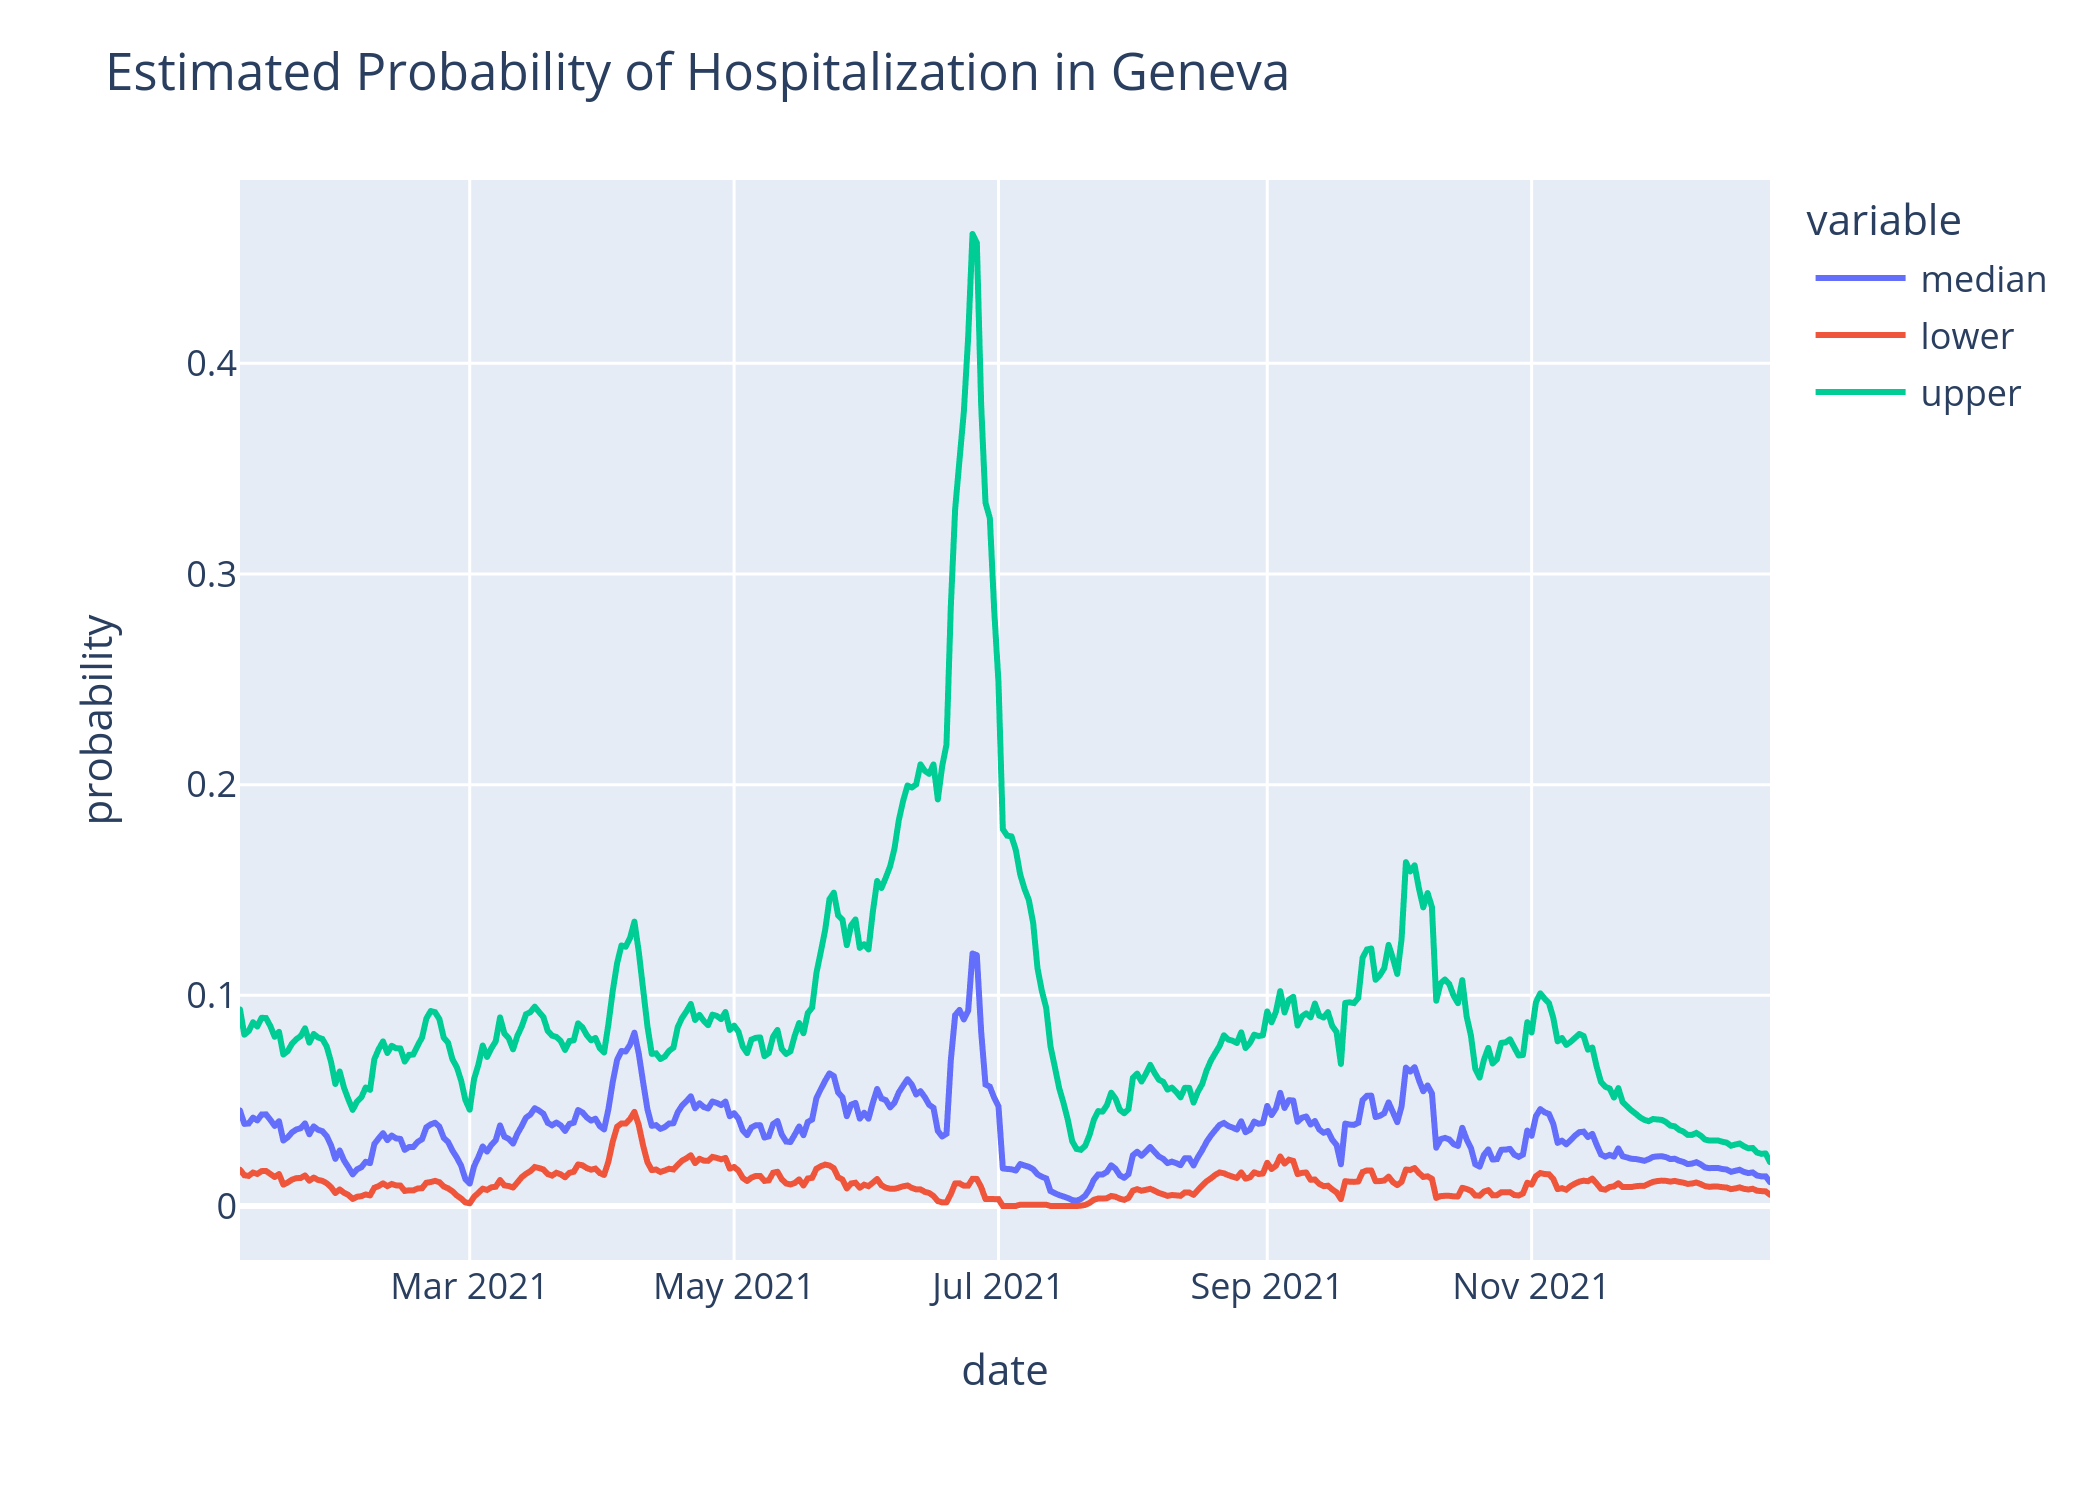 Estimated Probability of Hospitalization in Geneva
variable
median
lower
upper
probability
0.4
0.3
0.2
0.1
0
Mar 2021
May 2021
Jul 2021
Sep 2021
Nov 2021
date